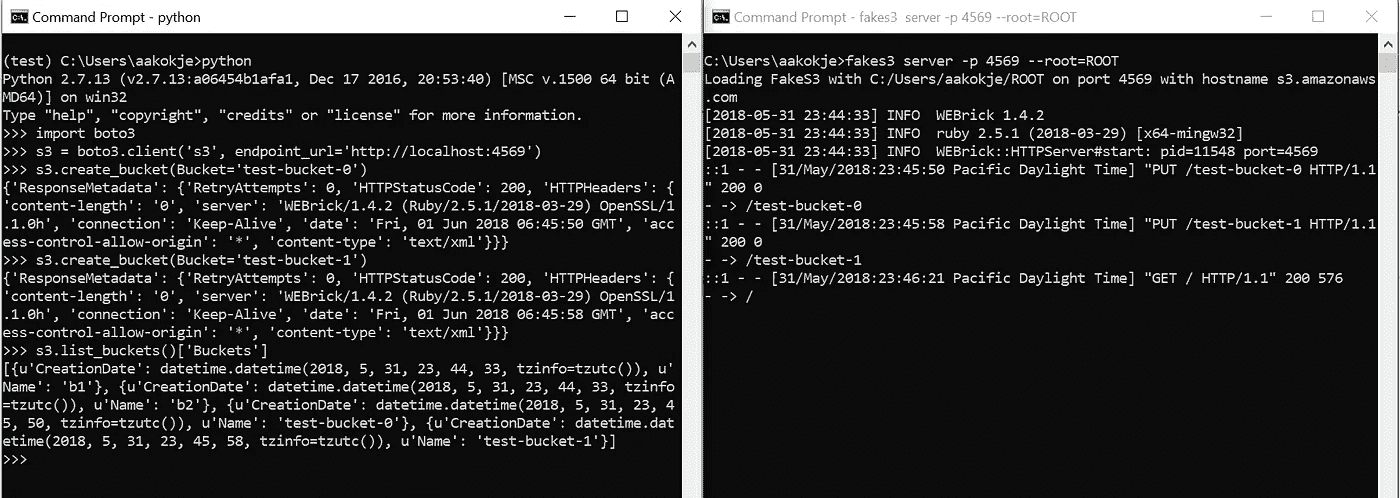 Command Prompt - python
(test) C:\Users\aakokje>python
Python 2.7.13 (v2.7.13:a06454b1afa1, Dec 17 2016, 20:53:40) [MSC v.1500 64 bit (A
MD64)] on win32
Type "help", "copyright", "credits" or "license" for more information.
>>> import boto3
>>> s3 = boto3.client('s3', endpoint_url='http://localhost:4569')
>>> s3.create_bucket(Bucket='test-bucket-0')
{'ResponseMetadata': {'RetryAttempts': 0, 'HTTPStatusCode': 200, 'HTTPHeaders': {
'content-length': '0', 'server': 'WEBrick/1.4.2 (Ruby/2.5.1/2018-03-29) OpenSSL/1
.1.0h', 'connection': 'Keep-Alive', 'date': 'Fri, 01 Jun 2018 06:45:50 GMT', 'acc
ess-control-allow-origin': '*', 'content-type': 'text/xml'}}}
>>> s3.create_bucket(Bucket='test-bucket-1')
{'ResponseMetadata': {'RetryAttempts': 0, 'HTTPStatusCode': 200, 'HTTPHeaders': {
'content-length': '0', 'server': 'WEBrick/1.4.2 (Ruby/2.5.1/2018-03-29) OpenSSL/1
.1.0h', 'connection': 'Keep-Alive', 'date': 'Fri, 01 Jun 2018 06:45:58 GMT', 'acc
ess-control-allow-origin': '*', 'content-type': 'text/xml'}}}
>>> s3.list_buckets()['Buckets']
[{u'CreationDate': datetime.datetime(2018, 5, 31, 23, 44, 33, tzinfo=tzutc()), u'
Name': 'b1'}, {u'CreationDate': datetime.datetime(2018, 5, 31, 23, 44, 33, tzinfo
=tzutc()), u'Name': 'b2'}, {u'CreationDate': datetime.datetime(2018, 5, 31, 23, 4
5, 50, tzinfo=tzutc()), u'Name': 'test-bucket-0'}, {u'CreationDate': datetime.dat
etime(2018, 5, 31, 23, 45, 58, tzinfo=tzutc()), u'Name': 'test-bucket-1'}]
>>>
Command Prompt - fakes3 server -p 4569 --root=ROOT
C:\Users\aakokje>fakes3 server -p 4569 --root=ROOT
Loading FakeS3 with C:/Users/aakokje/ROOT on port 4569 with hostname s3.amazonaws
.com
[2018-05-31 23:44:33] INFO  WEBrick 1.4.2
[2018-05-31 23:44:33] INFO  ruby 2.5.1 (2018-03-29) [x64-mingw32]
[2018-05-31 23:44:33] INFO  WEBrick::HTTPServer#start: pid=11548 port=4569
::1 - - [31/May/2018:23:45:50 Pacific Daylight Time] "PUT /test-bucket-0 HTTP/1.1
" 200 0
- -> /test-bucket-0
::1 - - [31/May/2018:23:45:58 Pacific Daylight Time] "PUT /test-bucket-1 HTTP/1.1
" 200 0
- -> /test-bucket-1
::1 - - [31/May/2018:23:46:21 Pacific Daylight Time] "GET / HTTP/1.1" 200 576
- -> /